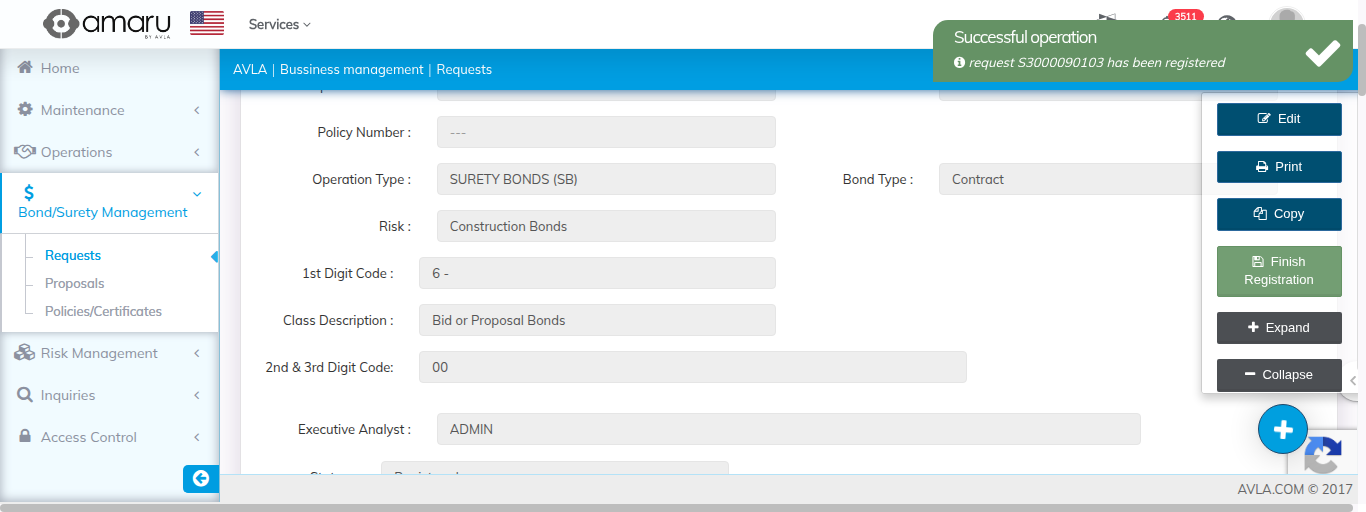 amaru
BY AVLA
Services
3511
Successful operation
request S3000090103 has been registered
AVLA | Bussiness management | Requests
Home
Maintenance
Operations
Bond/Surety Management
Requests
Proposals
Policies/Certificates
Risk Management
Inquiries
Access Control
Policy Number :
---
Operation Type :
SURETY BONDS (SB)
Bond Type :
Contract
Risk :
Construction Bonds
1st Digit Code :
6 -
Class Description :
Bid or Proposal Bonds
2nd & 3rd Digit Code:
00
Executive Analyst :
ADMIN
Edit
Print
Copy
Finish
Registration
Expand
Collapse
AVLA.COM © 2017